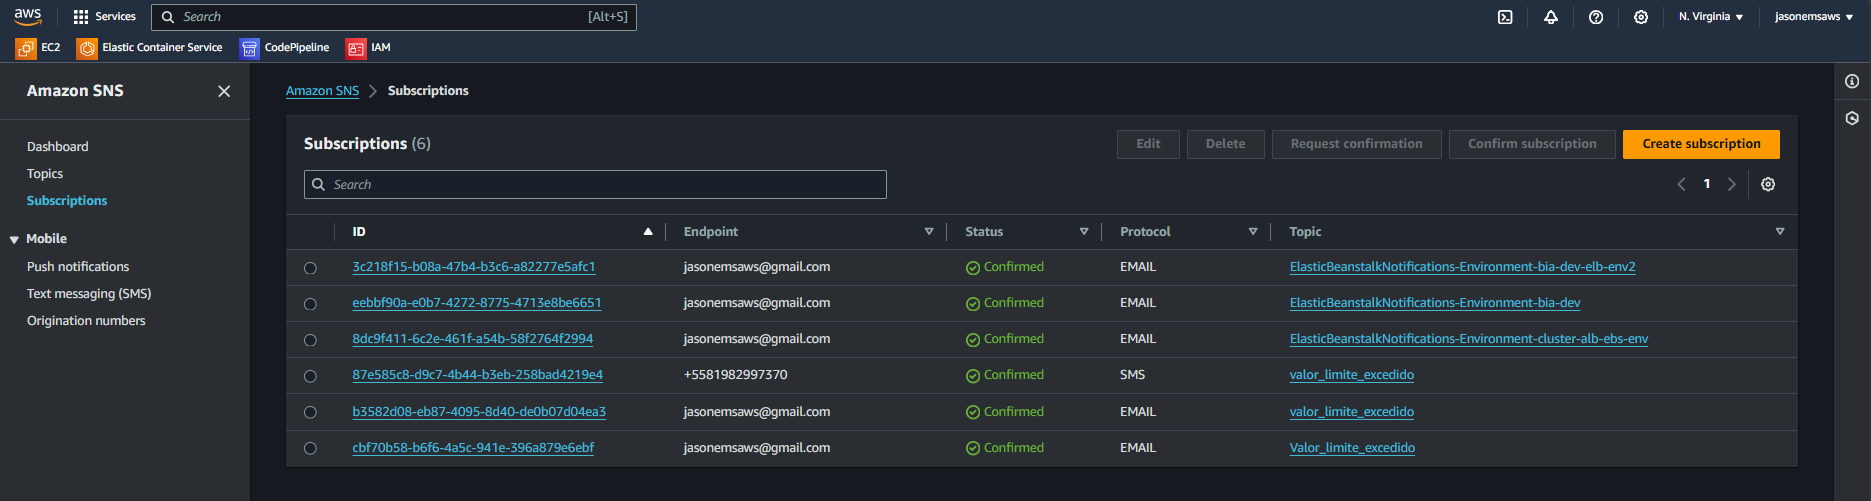 aws Services Search [Alt+S] N. Virginia jasonemsaws
EC2 Elastic Container Service CodePipeline IAM
Amazon SNS
Dashboard
Topics
Subscriptions
Mobile
Push notifications
Text messaging (SMS)
Origination numbers
Amazon SNS Subscriptions
Subscriptions (6) Edit Delete Request confirmation Confirm subscription Create subscription
Search 1
ID Endpoint Status Protocol Topic
3c218f15-b08a-47b4-b3c6-a82277e5afc1 jasonemsaws@gmail.com Confirmed EMAIL ElasticBeanstalkNotifications-Environment-bia-dev-elb-env2
eebbf90a-e0b7-4272-8775-4713e8be6651 jasonemsaws@gmail.com Confirmed EMAIL ElasticBeanstalkNotifications-Environment-bia-dev
8dc9f411-6c2e-461f-a54b-58f2764f2994 jasonemsaws@gmail.com Confirmed EMAIL ElasticBeanstalkNotifications-Environment-cluster-alb-ebs-env
87e585c8-d9c7-4b44-b3eb-258bad4219e4 +5581982997370 Confirmed SMS valor_limite_excedido
b3582d08-eb87-4095-8d40-de0b07d04ea3 jasonemsaws@gmail.com Confirmed EMAIL valor_limite_excedido
cbf70b58-b6f6-4a5c-941e-396a879e6ebf jasonemsaws@gmail.com Confirmed EMAIL Valor_limite_excedido